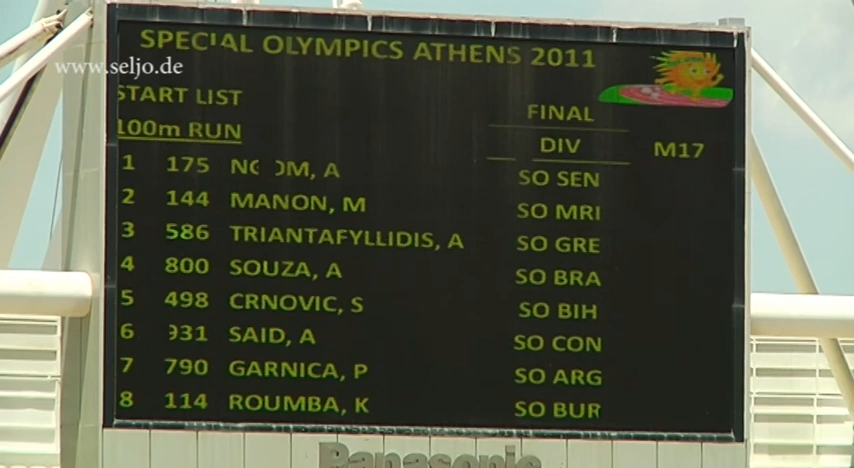 SPECIAL OLYMPICS ATHENS 2011
www.seljo.de
START LIST
FINAL
100m RUN
DIV M17
1 175 A SO SEN
2 144 MANON, M SO MRI
3 586 TRIANTAFYLLIDIS, A SO GRE
4 800 SOUZA, A SO BRA
5 498 CRNOVIC, S SO BIH
6 931 SAID, A SO CON
7 790 GARNICA, P SO ARG
8 114 ROUMBA, K SO BUR
Panasonic